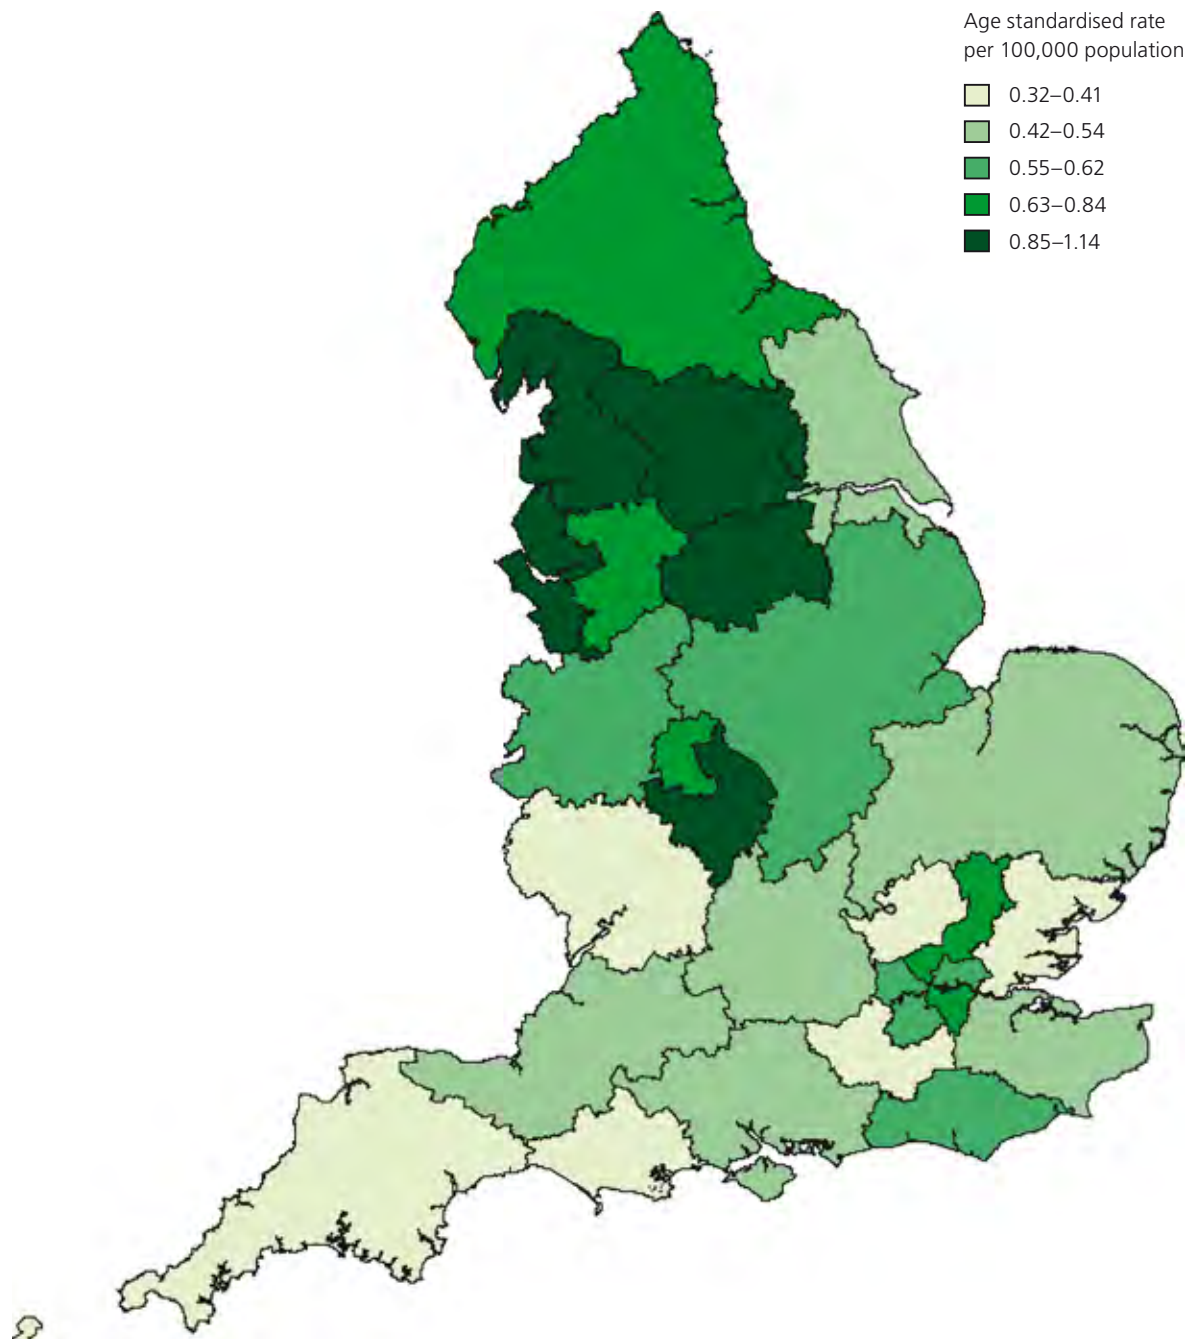 Age standardised rate
per 100,000 population
0.32–0.41
0.42–0.54
0.55–0.62
0.63–0.84
0.85–1.14